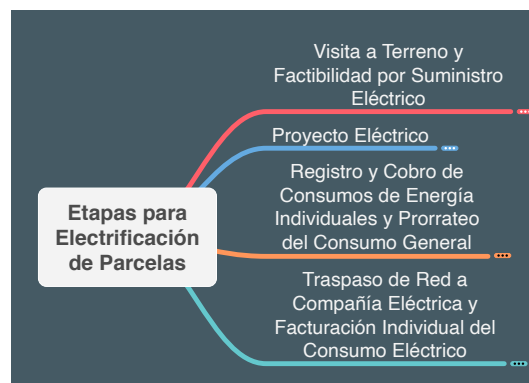 Visita a Terreno y
Factibilidad por Suministro
Eléctrico
Proyecto Eléctrico
Registro y Cobro de
Consumos de Energía
Individuales y Prorrateo
del Consumo General
Etapas para
Electrificación
de Parcelas
Traspaso de Red a
Compañía Eléctrica y
Facturación Individual del
Consumo Eléctrico